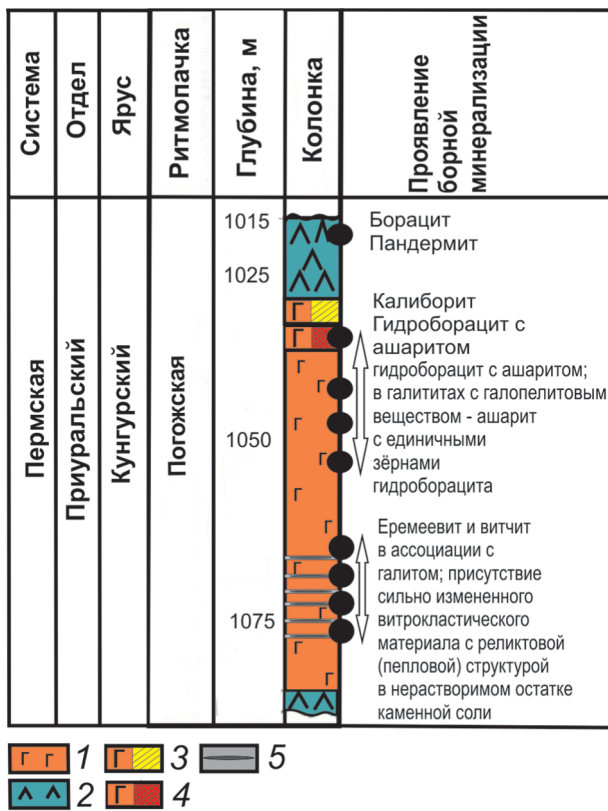 Система
Отдел
Ярус
Ритмопачка
Глубина, м
Колонка
Проявление
борной
минерализации
Пермская
Приуральский
Кунгурский
Погожская
1015
1025
1050
1075
Борацит
Пандермит
Калиборит
Гидроборацит с
ашаритом
гидроборацит с ашаритом;
в галититах с галопелитовым
веществом - ашарит
с единичными
зёрнами
гидроборацита
Еремеевит и витчит
в ассоциации с
галитом; присутствие
сильно измененного
витрокластического
материала с реликтовой
(пепловой) структурой
в нерастворимом остатке
каменной соли
Г Г 1
Г 3
5
2
Г 4